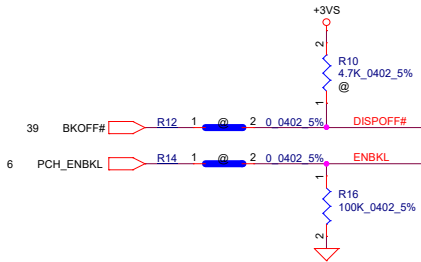 +3VS
2
R10
4.7K_0402_5%
@
1
39 BKOFF# R12 1 @ 2 0_0402_5% DISPOFF#
6 PCH_ENBKL R14 1 @ 2 0_0402_5% ENBKL
1
R16
100K_0402_5%
2